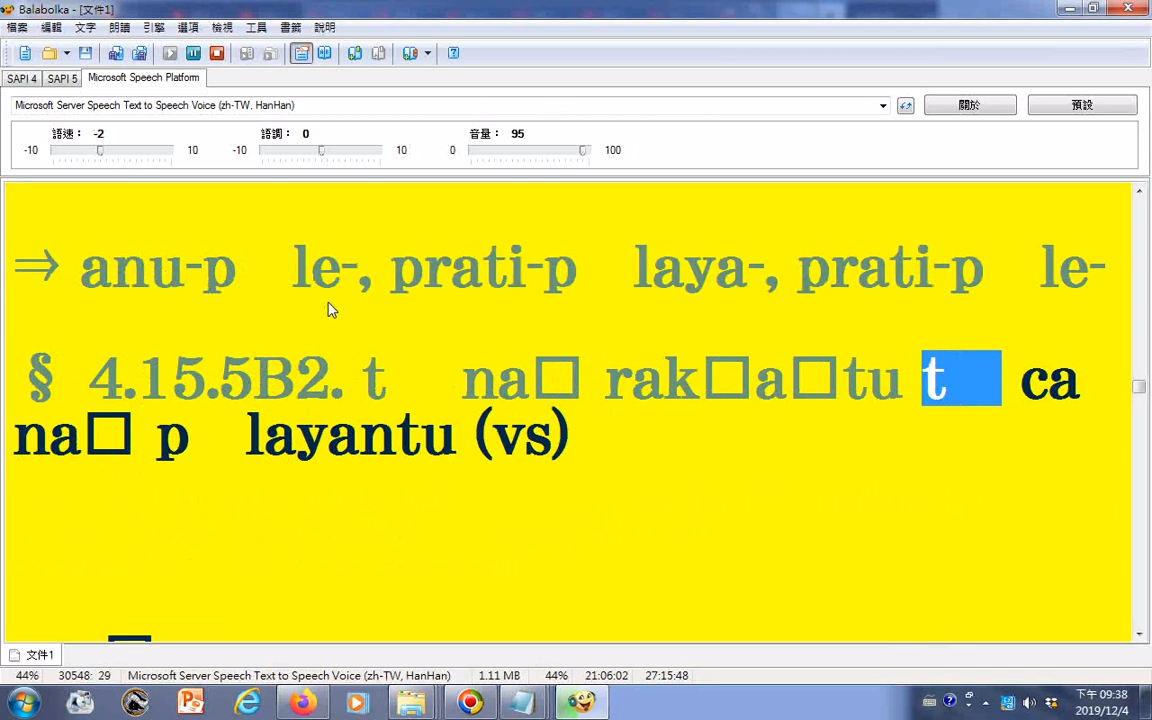 Balabolka - [文件1]
檔案 編輯 文字 朗讀 引擎 選項 檢視 工具 書籤 說明
SAPI 4 SAPI 5 Microsoft Speech Platform
Microsoft Server Speech Text to Speech Voice (zh-TW, HanHan) 關於 預設
語速： -2 語調： 0 音量： 95
-10 10 -10 10 0 100
⇒ anu-p　le-, prati-p　laya-, prati-p　le-
§ 4.15.5B2. t　na□ rak□a□tu t　ca
na□ p　layantu (vs)
文件1
44% 30548: 29 Microsoft Server Speech Text to Speech Voice (zh-TW, HanHan) 1.11 MB 44% 21:06:02 27:15:48
下午 09:38
2019/12/4